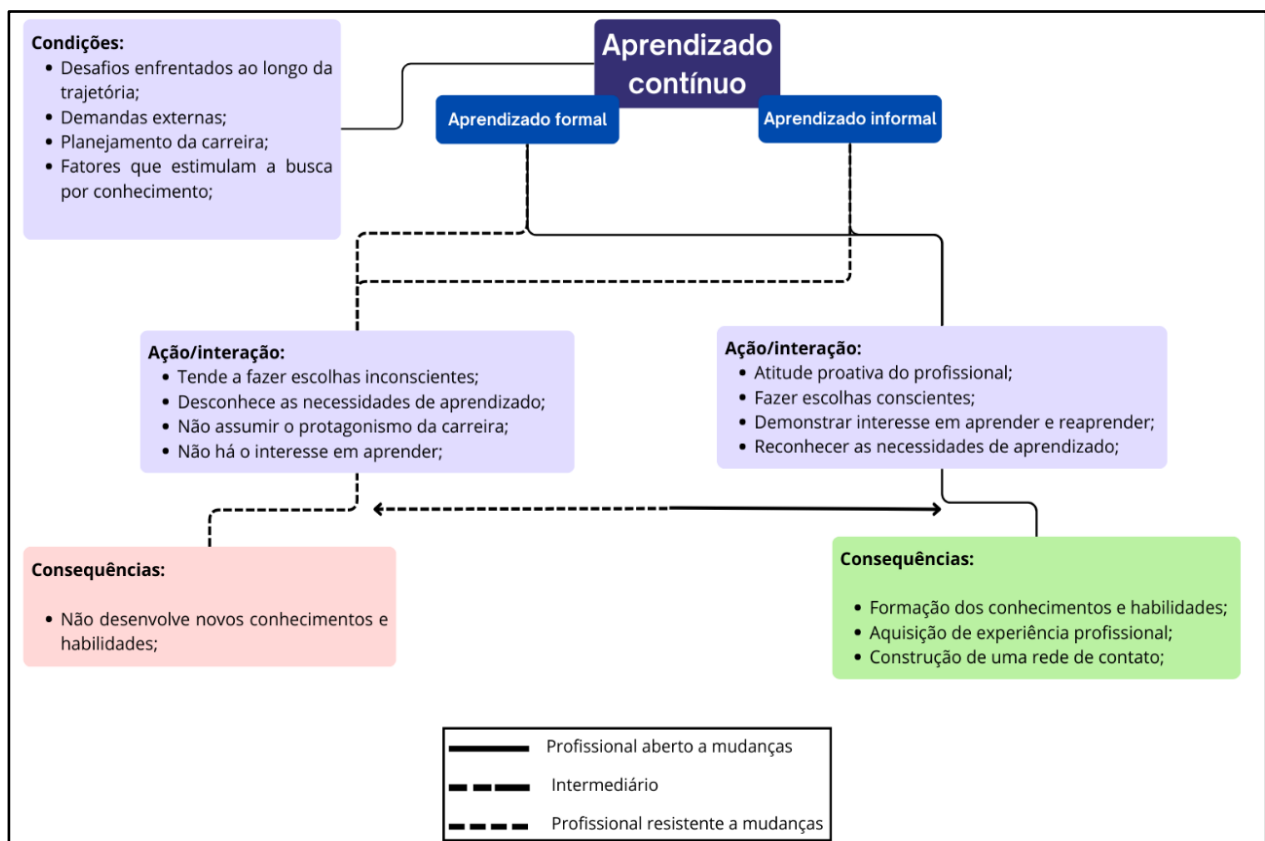 Aprendizado
contínuo
Aprendizado formal
Aprendizado informal
Condições:
• Desafios enfrentados ao longo da
trajetória;
• Demandas externas;
• Planejamento da carreira;
• Fatores que estimulam a busca
por conhecimento;
Ação/interação:
• Tende a fazer escolhas inconscientes;
• Desconhece as necessidades de aprendizado;
• Não assumir o protagonismo da carreira;
• Não há o interesse em aprender;
Ação/interação:
• Atitude proativa do profissional;
• Fazer escolhas conscientes;
• Demonstrar interesse em aprender e reaprender;
• Reconhecer as necessidades de aprendizado;
Consequências:
• Não desenvolve novos conhecimentos e
habilidades;
Consequências:
• Formação dos conhecimentos e habilidades;
• Aquisição de experiência profissional;
• Construção de uma rede de contato;
Profissional aberto a mudanças
Intermediário
Profissional resistente a mudanças